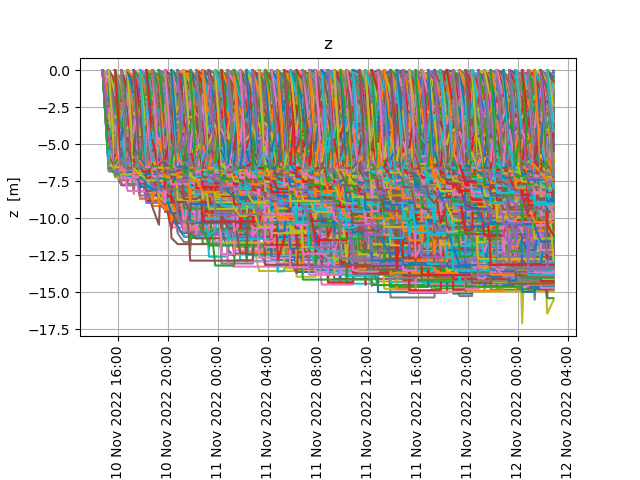 z
0.0
−2.5
−5.0
−7.5
−10.0
−12.5
−15.0
−17.5
z [m]
10 Nov 2022 16:00
10 Nov 2022 20:00
11 Nov 2022 00:00
11 Nov 2022 04:00
11 Nov 2022 08:00
11 Nov 2022 12:00
11 Nov 2022 16:00
11 Nov 2022 20:00
12 Nov 2022 00:00
12 Nov 2022 04:00